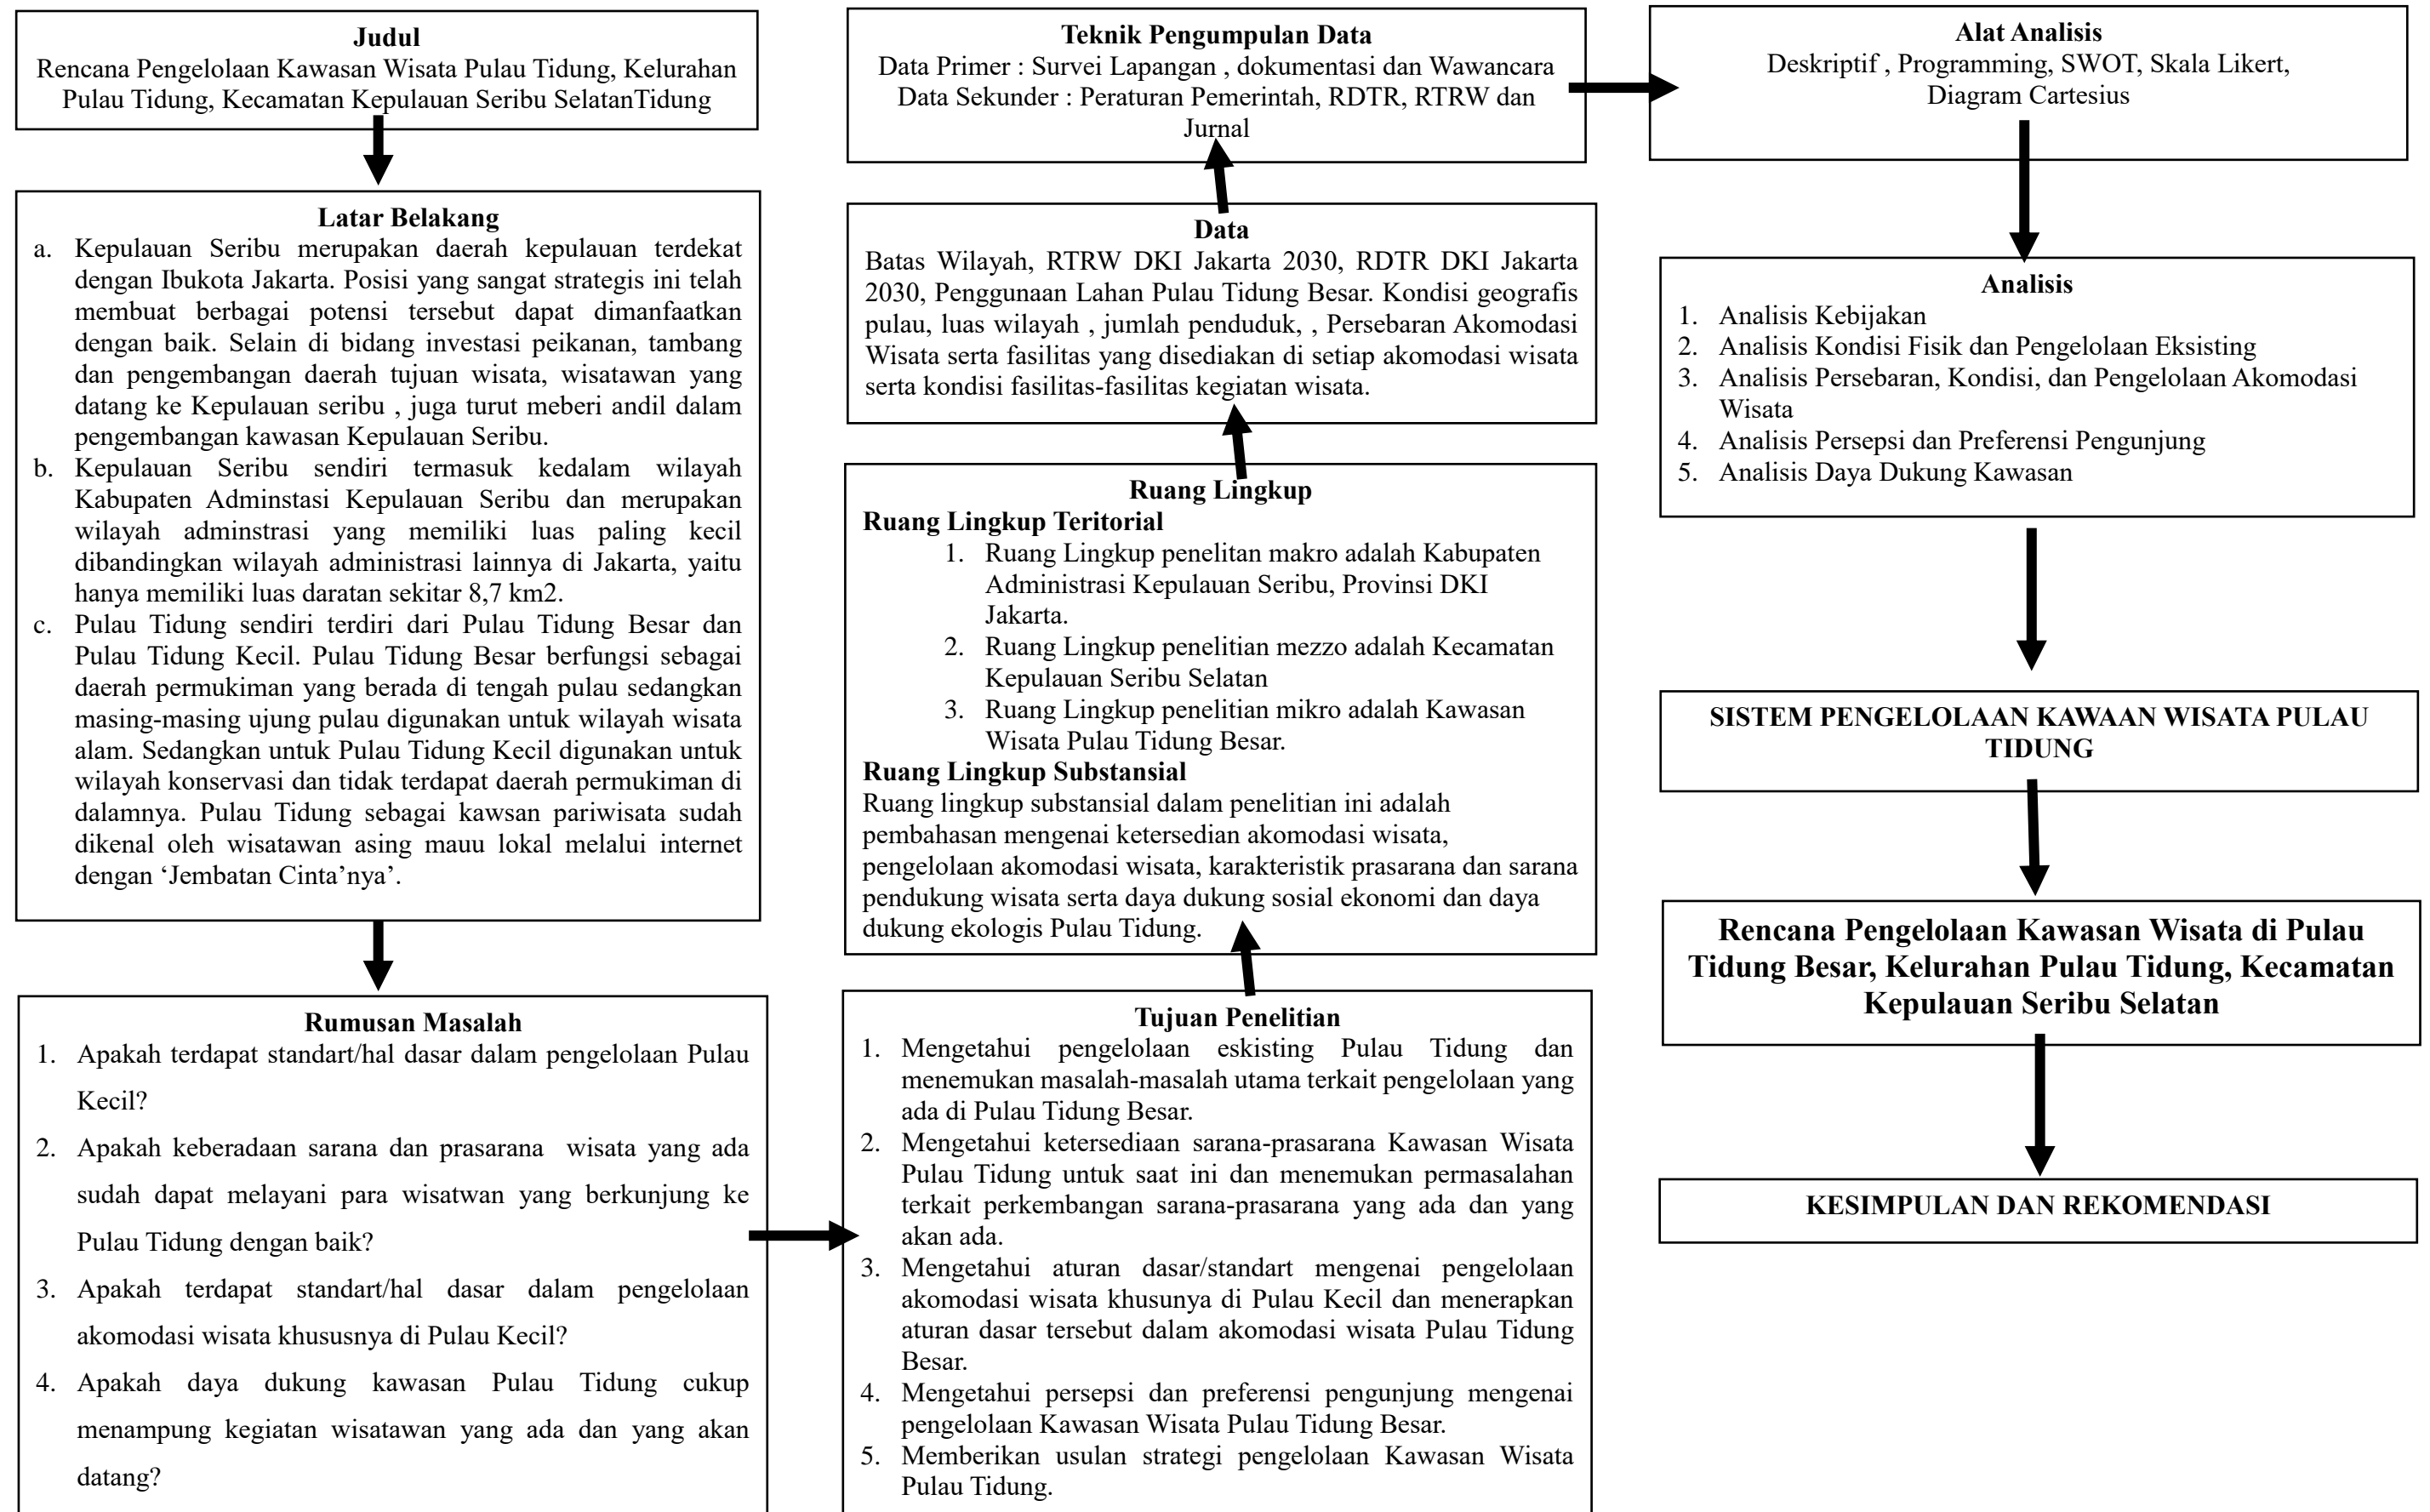 Judul
Rencana Pengelolaan Kawasan Wisata Pulau Tidung, Kelurahan
Pulau Tidung, Kecamatan Kepulauan Seribu SelatanTidung
Latar Belakang
a. Kepulauan Seribu merupakan daerah kepulauan terdekat
dengan Ibukota Jakarta. Posisi yang sangat strategis ini telah
membuat berbagai potensi tersebut dapat dimanfaatkan
dengan baik. Selain di bidang investasi peikanan, tambang
dan pengembangan daerah tujuan wisata, wisatawan yang
datang ke Kepulauan seribu , juga turut meberi andil dalam
pengembangan kawasan Kepulauan Seribu.
b. Kepulauan Seribu sendiri termasuk kedalam wilayah
Kabupaten Adminstasi Kepulauan Seribu dan merupakan
wilayah adminstrasi yang memiliki luas paling kecil
dibandingkan wilayah administrasi lainnya di Jakarta, yaitu
hanya memiliki luas daratan sekitar 8,7 km2.
c. Pulau Tidung sendiri terdiri dari Pulau Tidung Besar dan
Pulau Tidung Kecil. Pulau Tidung Besar berfungsi sebagai
daerah permukiman yang berada di tengah pulau sedangkan
masing-masing ujung pulau digunakan untuk wilayah wisata
alam. Sedangkan untuk Pulau Tidung Kecil digunakan untuk
wilayah konservasi dan tidak terdapat daerah permukiman di
dalamnya. Pulau Tidung sebagai kawsan pariwisata sudah
dikenal oleh wisatawan asing mauu lokal melalui internet
dengan ‘Jembatan Cinta’nya’.
Rumusan Masalah
1. Apakah terdapat standart/hal dasar dalam pengelolaan Pulau
Kecil?
2. Apakah keberadaan sarana dan prasarana wisata yang ada
sudah dapat melayani para wisatwan yang berkunjung ke
Pulau Tidung dengan baik?
3. Apakah terdapat standart/hal dasar dalam pengelolaan
akomodasi wisata khususnya di Pulau Kecil?
4. Apakah daya dukung kawasan Pulau Tidung cukup
menampung kegiatan wisatawan yang ada dan yang akan
datang?
Tujuan Penelitian
1. Mengetahui pengelolaan eskisting Pulau Tidung dan
menemukan masalah-masalah utama terkait pengelolaan yang
ada di Pulau Tidung Besar.
2. Mengetahui ketersediaan sarana-prasarana Kawasan Wisata
Pulau Tidung untuk saat ini dan menemukan permasalahan
terkait perkembangan sarana-prasarana yang ada dan yang
akan ada.
3. Mengetahui aturan dasar/standart mengenai pengelolaan
akomodasi wisata khusunya di Pulau Kecil dan menerapkan
aturan dasar tersebut dalam akomodasi wisata Pulau Tidung
Besar.
4. Mengetahui persepsi dan preferensi pengunjung mengenai
pengelolaan Kawasan Wisata Pulau Tidung Besar.
5. Memberikan usulan strategi pengelolaan Kawasan Wisata
Pulau Tidung.
Ruang Lingkup
Ruang Lingkup Teritorial
1. Ruang Lingkup penelitan makro adalah Kabupaten
Administrasi Kepulauan Seribu, Provinsi DKI
Jakarta.
2. Ruang Lingkup penelitian mezzo adalah Kecamatan
Kepulauan Seribu Selatan
3. Ruang Lingkup penelitian mikro adalah Kawasan
Wisata Pulau Tidung Besar.
Ruang Lingkup Substansial
Ruang lingkup substansial dalam penelitian ini adalah
pembahasan mengenai ketersedian akomodasi wisata,
pengelolaan akomodasi wisata, karakteristik prasarana dan sarana
pendukung wisata serta daya dukung sosial ekonomi dan daya
dukung ekologis Pulau Tidung.
Data
Batas Wilayah, RTRW DKI Jakarta 2030, RDTR DKI Jakarta
2030, Penggunaan Lahan Pulau Tidung Besar. Kondisi geografis
pulau, luas wilayah , jumlah penduduk, , Persebaran Akomodasi
Wisata serta fasilitas yang disediakan di setiap akomodasi wisata
serta kondisi fasilitas-fasilitas kegiatan wisata.
Teknik Pengumpulan Data
Data Primer : Survei Lapangan , dokumentasi dan Wawancara
Data Sekunder : Peraturan Pemerintah, RDTR, RTRW dan
Jurnal
Alat Analisis
Deskriptif , Programming, SWOT, Skala Likert,
Diagram Cartesius
Analisis
1. Analisis Kebijakan
2. Analisis Kondisi Fisik dan Pengelolaan Eksisting
3. Analisis Persebaran, Kondisi, dan Pengelolaan Akomodasi
Wisata
4. Analisis Persepsi dan Preferensi Pengunjung
5. Analisis Daya Dukung Kawasan
SISTEM PENGELOLAAN KAWAAN WISATA PULAU
TIDUNG
Rencana Pengelolaan Kawasan Wisata di Pulau
Tidung Besar, Kelurahan Pulau Tidung, Kecamatan
Kepulauan Seribu Selatan
KESIMPULAN DAN REKOMENDASI